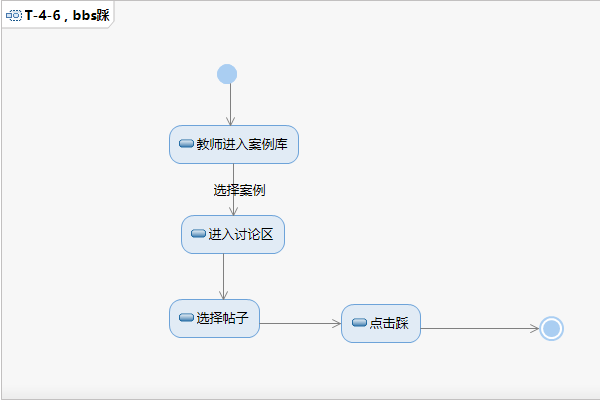 T-4-6 , bbs踩
教师进入案例库
选择案例
进入讨论区
选择帖子
点击踩